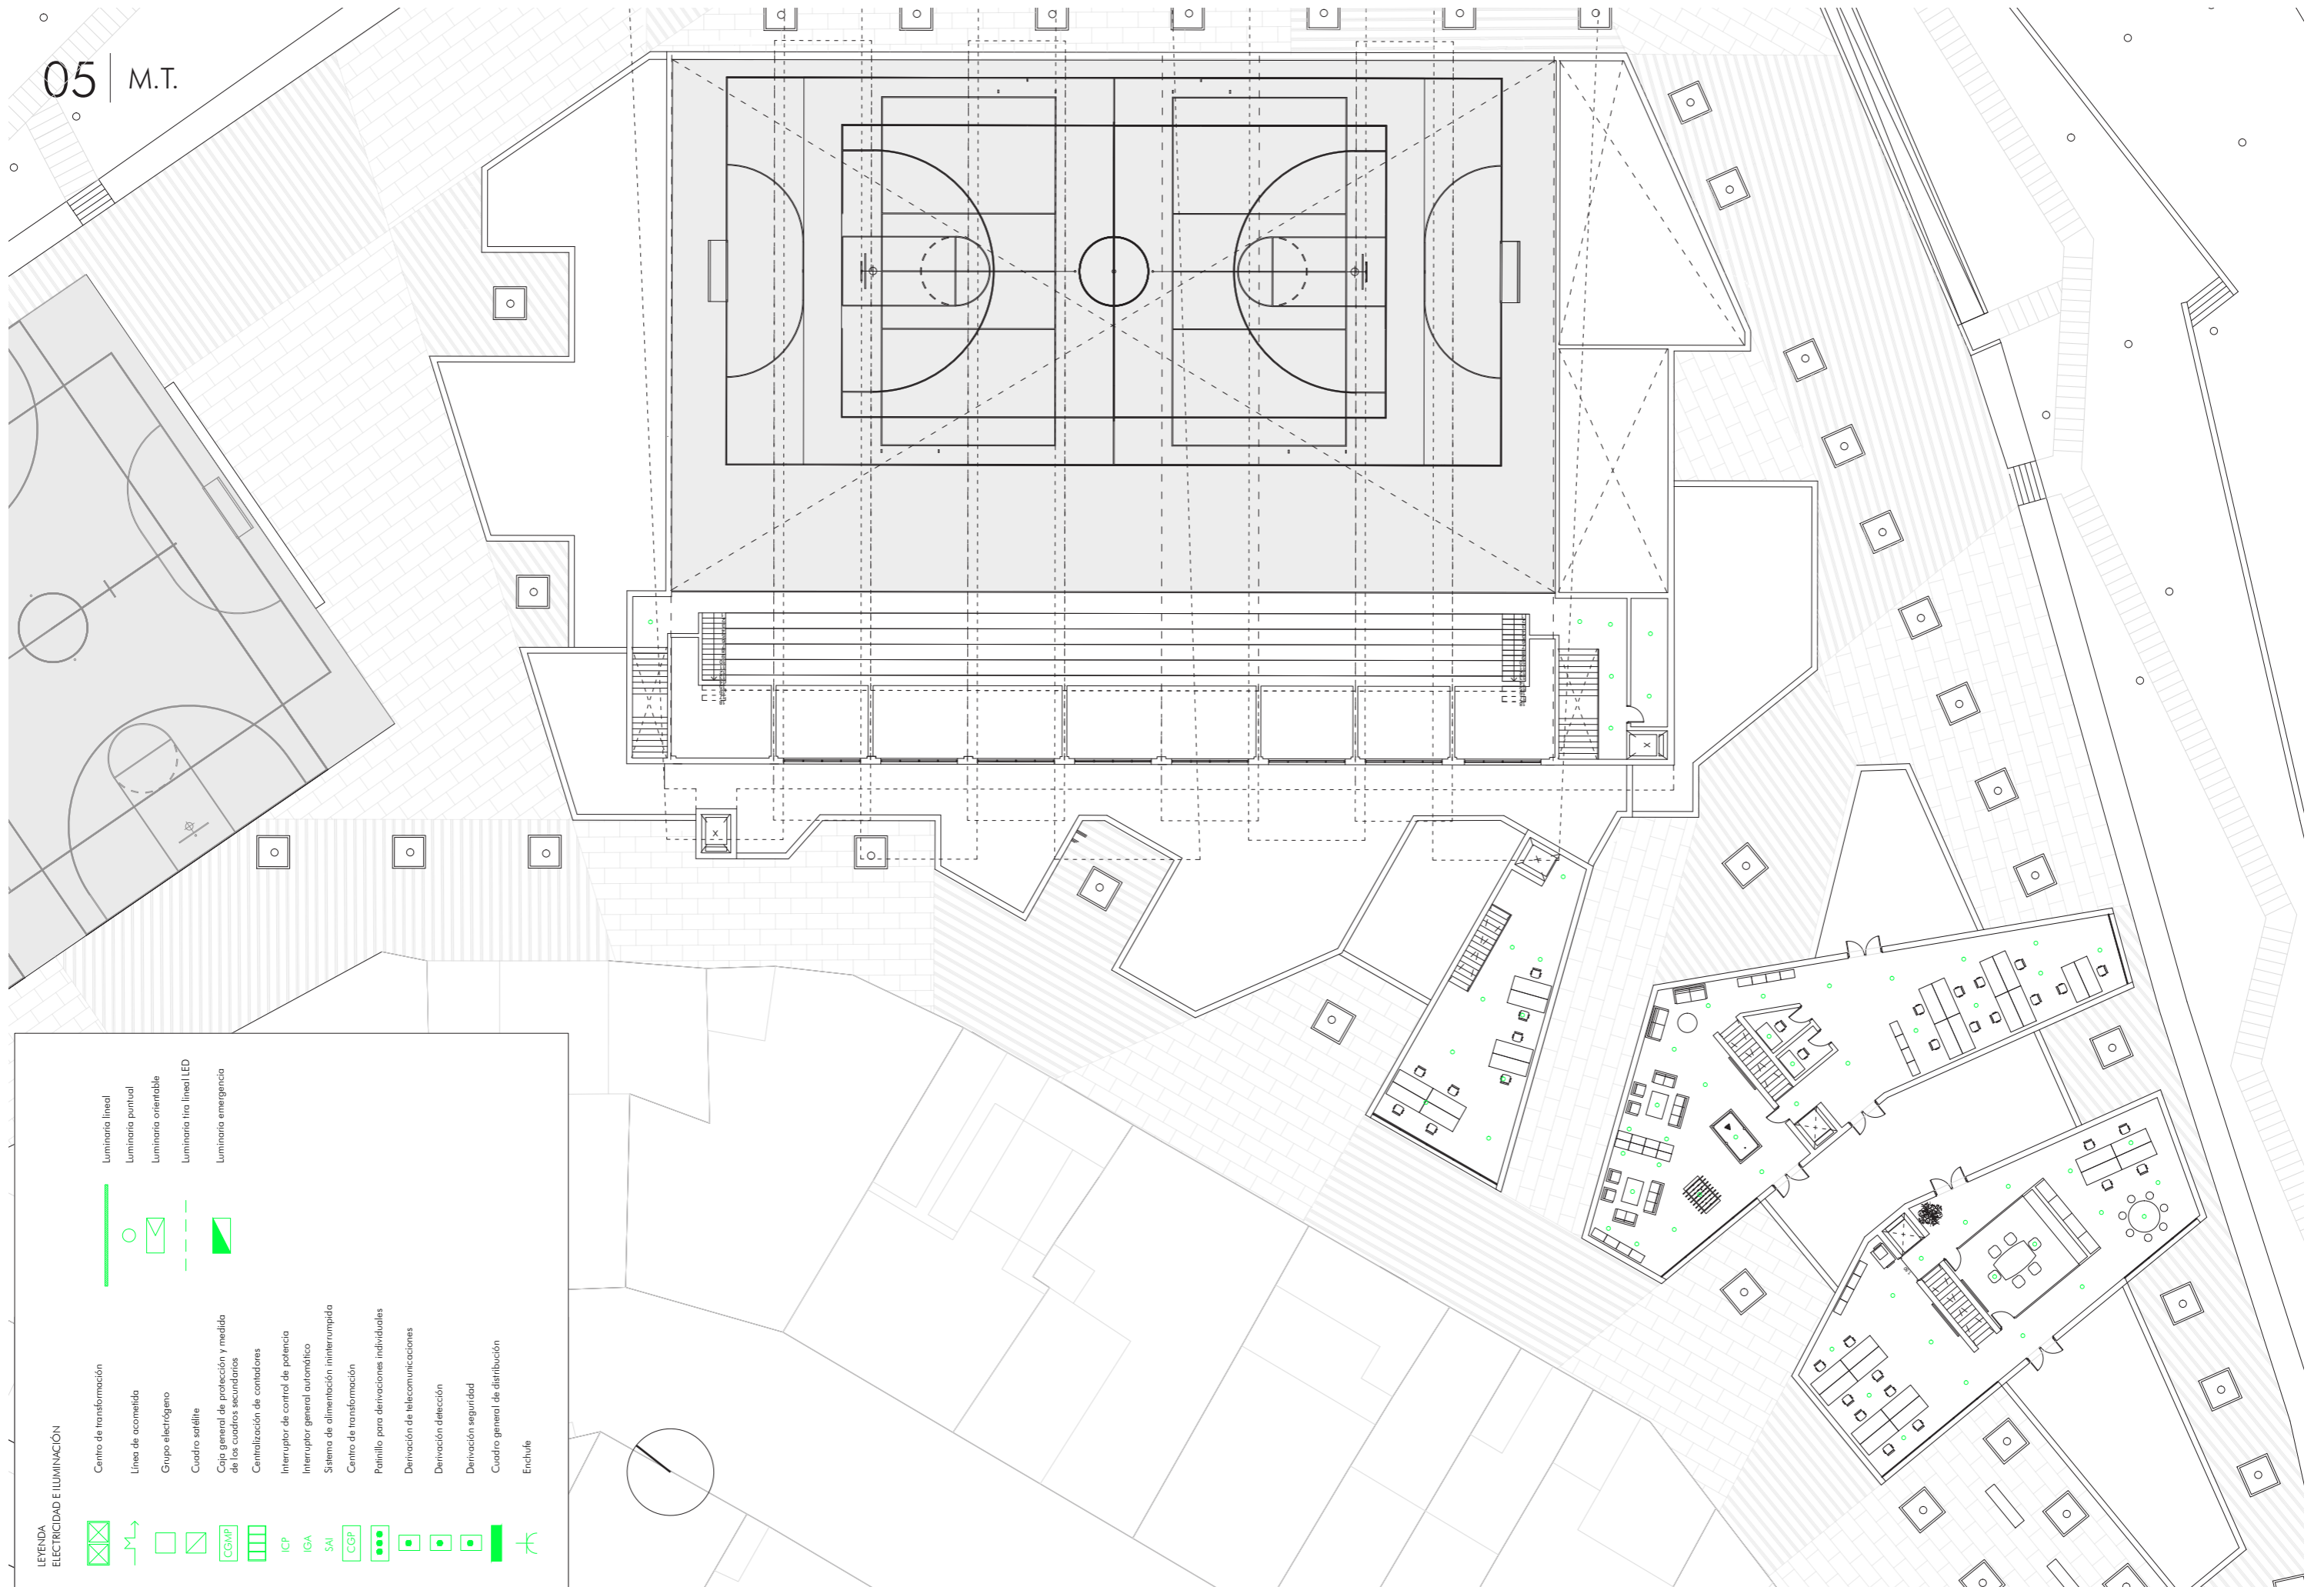 05
M.T.
LEYENDA
ELECTRICIDAD E ILUMINACIÓN
Centro de transformación
Línea de acometida
Grupo electrógeno
Cuadro satélite
CGMP
Caja general de protección y medida
de los cuadros secundarios
Centralización de contadores
ICP
Interruptor de control de potencia
IGA
Interruptor general automático
SAI
Sistema de alimentación ininterrumpida
CGP
Centro de transformación
Patinillo para derivaciones individuales
Derivación de telecomunicaciones
Derivación detección
Derivación seguridad
Cuadro general de distribución
Enchufe
Luminaria lineal
Luminaria puntual
Luminaria orientable
Luminaria tira lineal LED
Luminaria emergencia